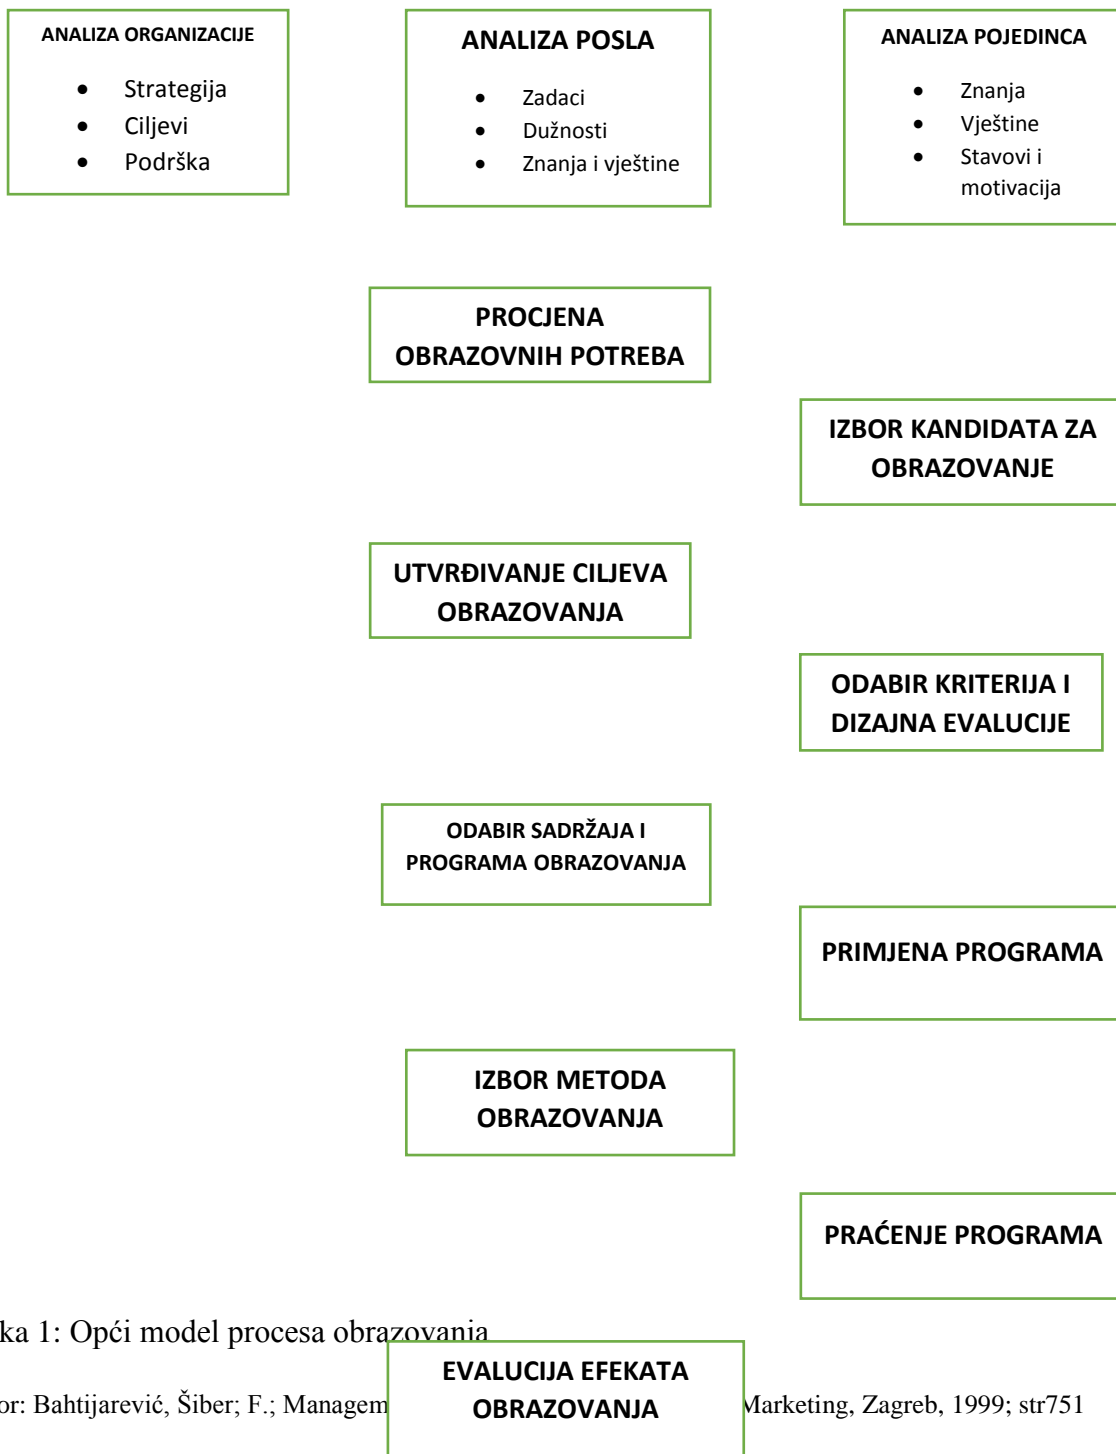 ANALIZA ORGANIZACIJE
• Strategija
• Ciljevi
• Podrška
ANALIZA POSLA
• Zadaci
• Dužnosti
• Znanja i vještine
ANALIZA POJEDINCA
• Znanja
• Vještine
• Stavovi i
motivacija
PROCJENA
OBRAZOVNIH POTREBA
IZBOR KANDIDATA ZA
OBRAZOVANJE
UTVRĐIVANJE CILJEVA
OBRAZOVANJA
ODABIR KRITERIJA I
DIZAJNA EVALUCIJE
ODABIR SADRŽAJA I
PROGRAMA OBRAZOVANJA
PRIMJENA PROGRAMA
IZBOR METODA
OBRAZOVANJA
PRAĆENJE PROGRAMA
ka 1: Opći model procesa obrazovanja
EVALUCIJA EFEKATA
OBRAZOVANJA
or: Bahtijarević, Šiber; F.; Managem Marketing, Zagreb, 1999; str751